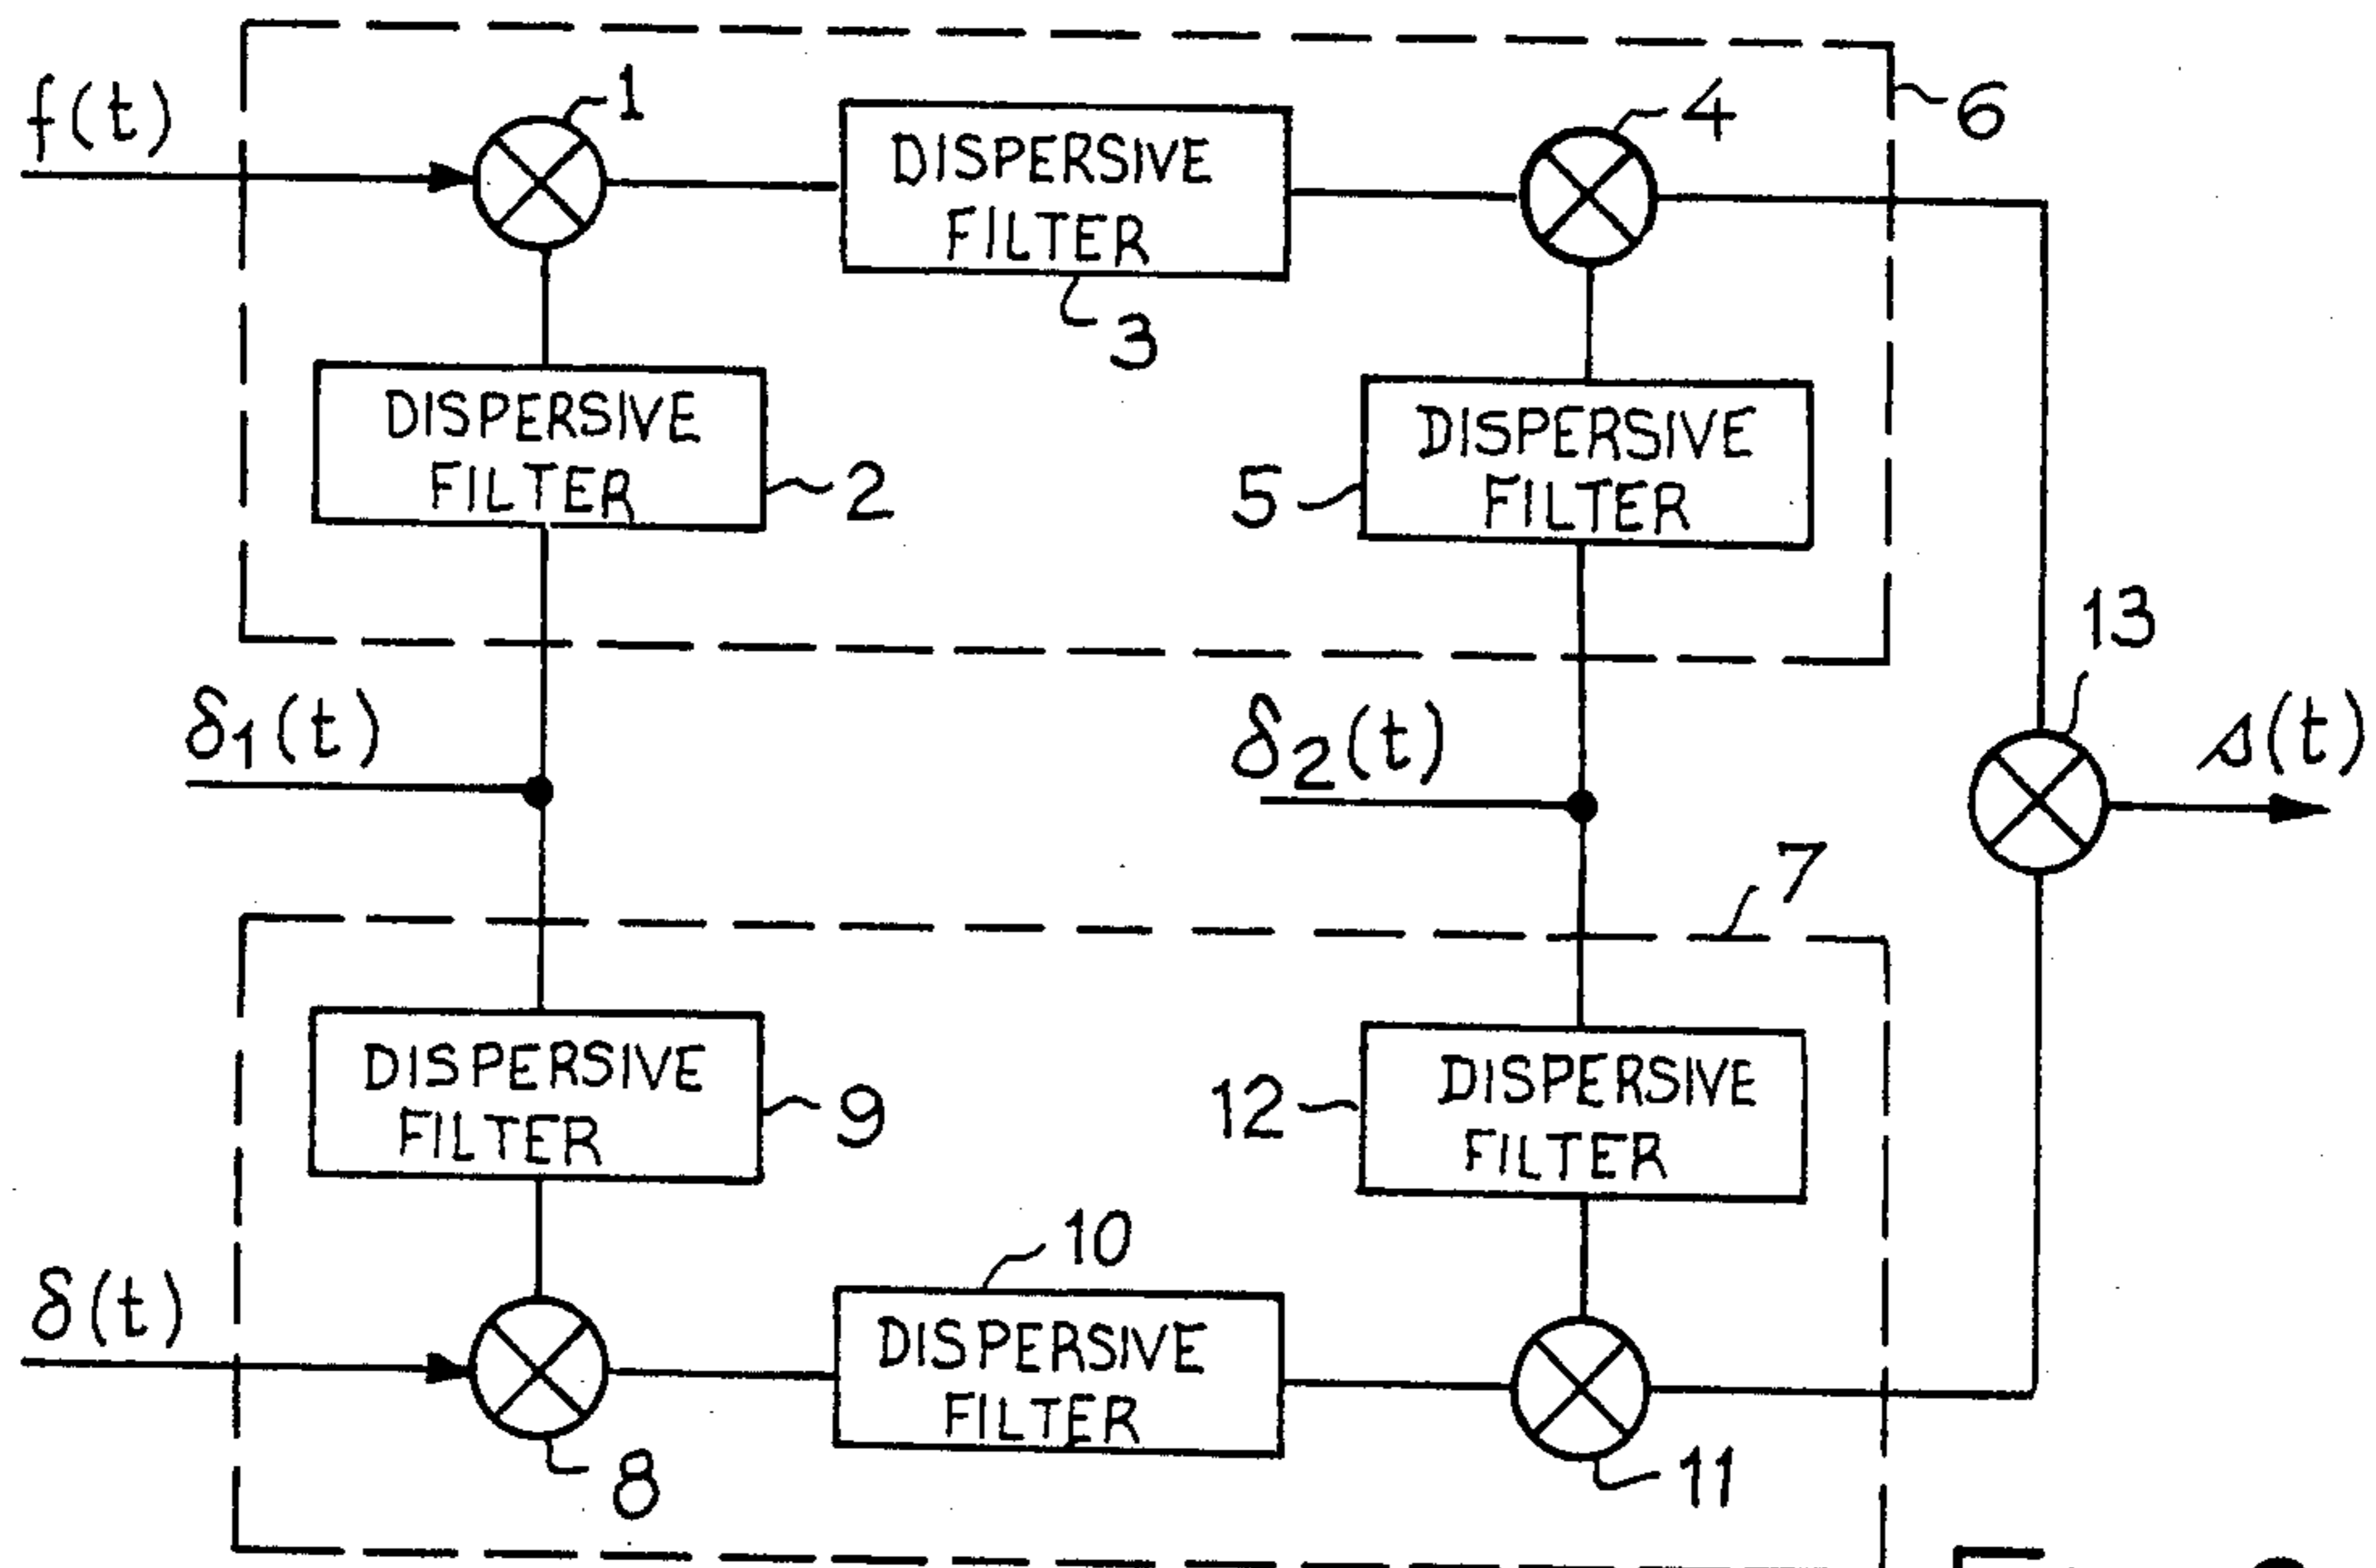 f(t)
1
DISPERSIVE
FILTER
3
4
6
DISPERSIVE
FILTER
2
5
DISPERSIVE
FILTER
δ1(t)
δ2(t)
13
s(t)
7
DISPERSIVE
FILTER
9
12
DISPERSIVE
FILTER
δ(t)
8
10
DISPERSIVE
FILTER
11